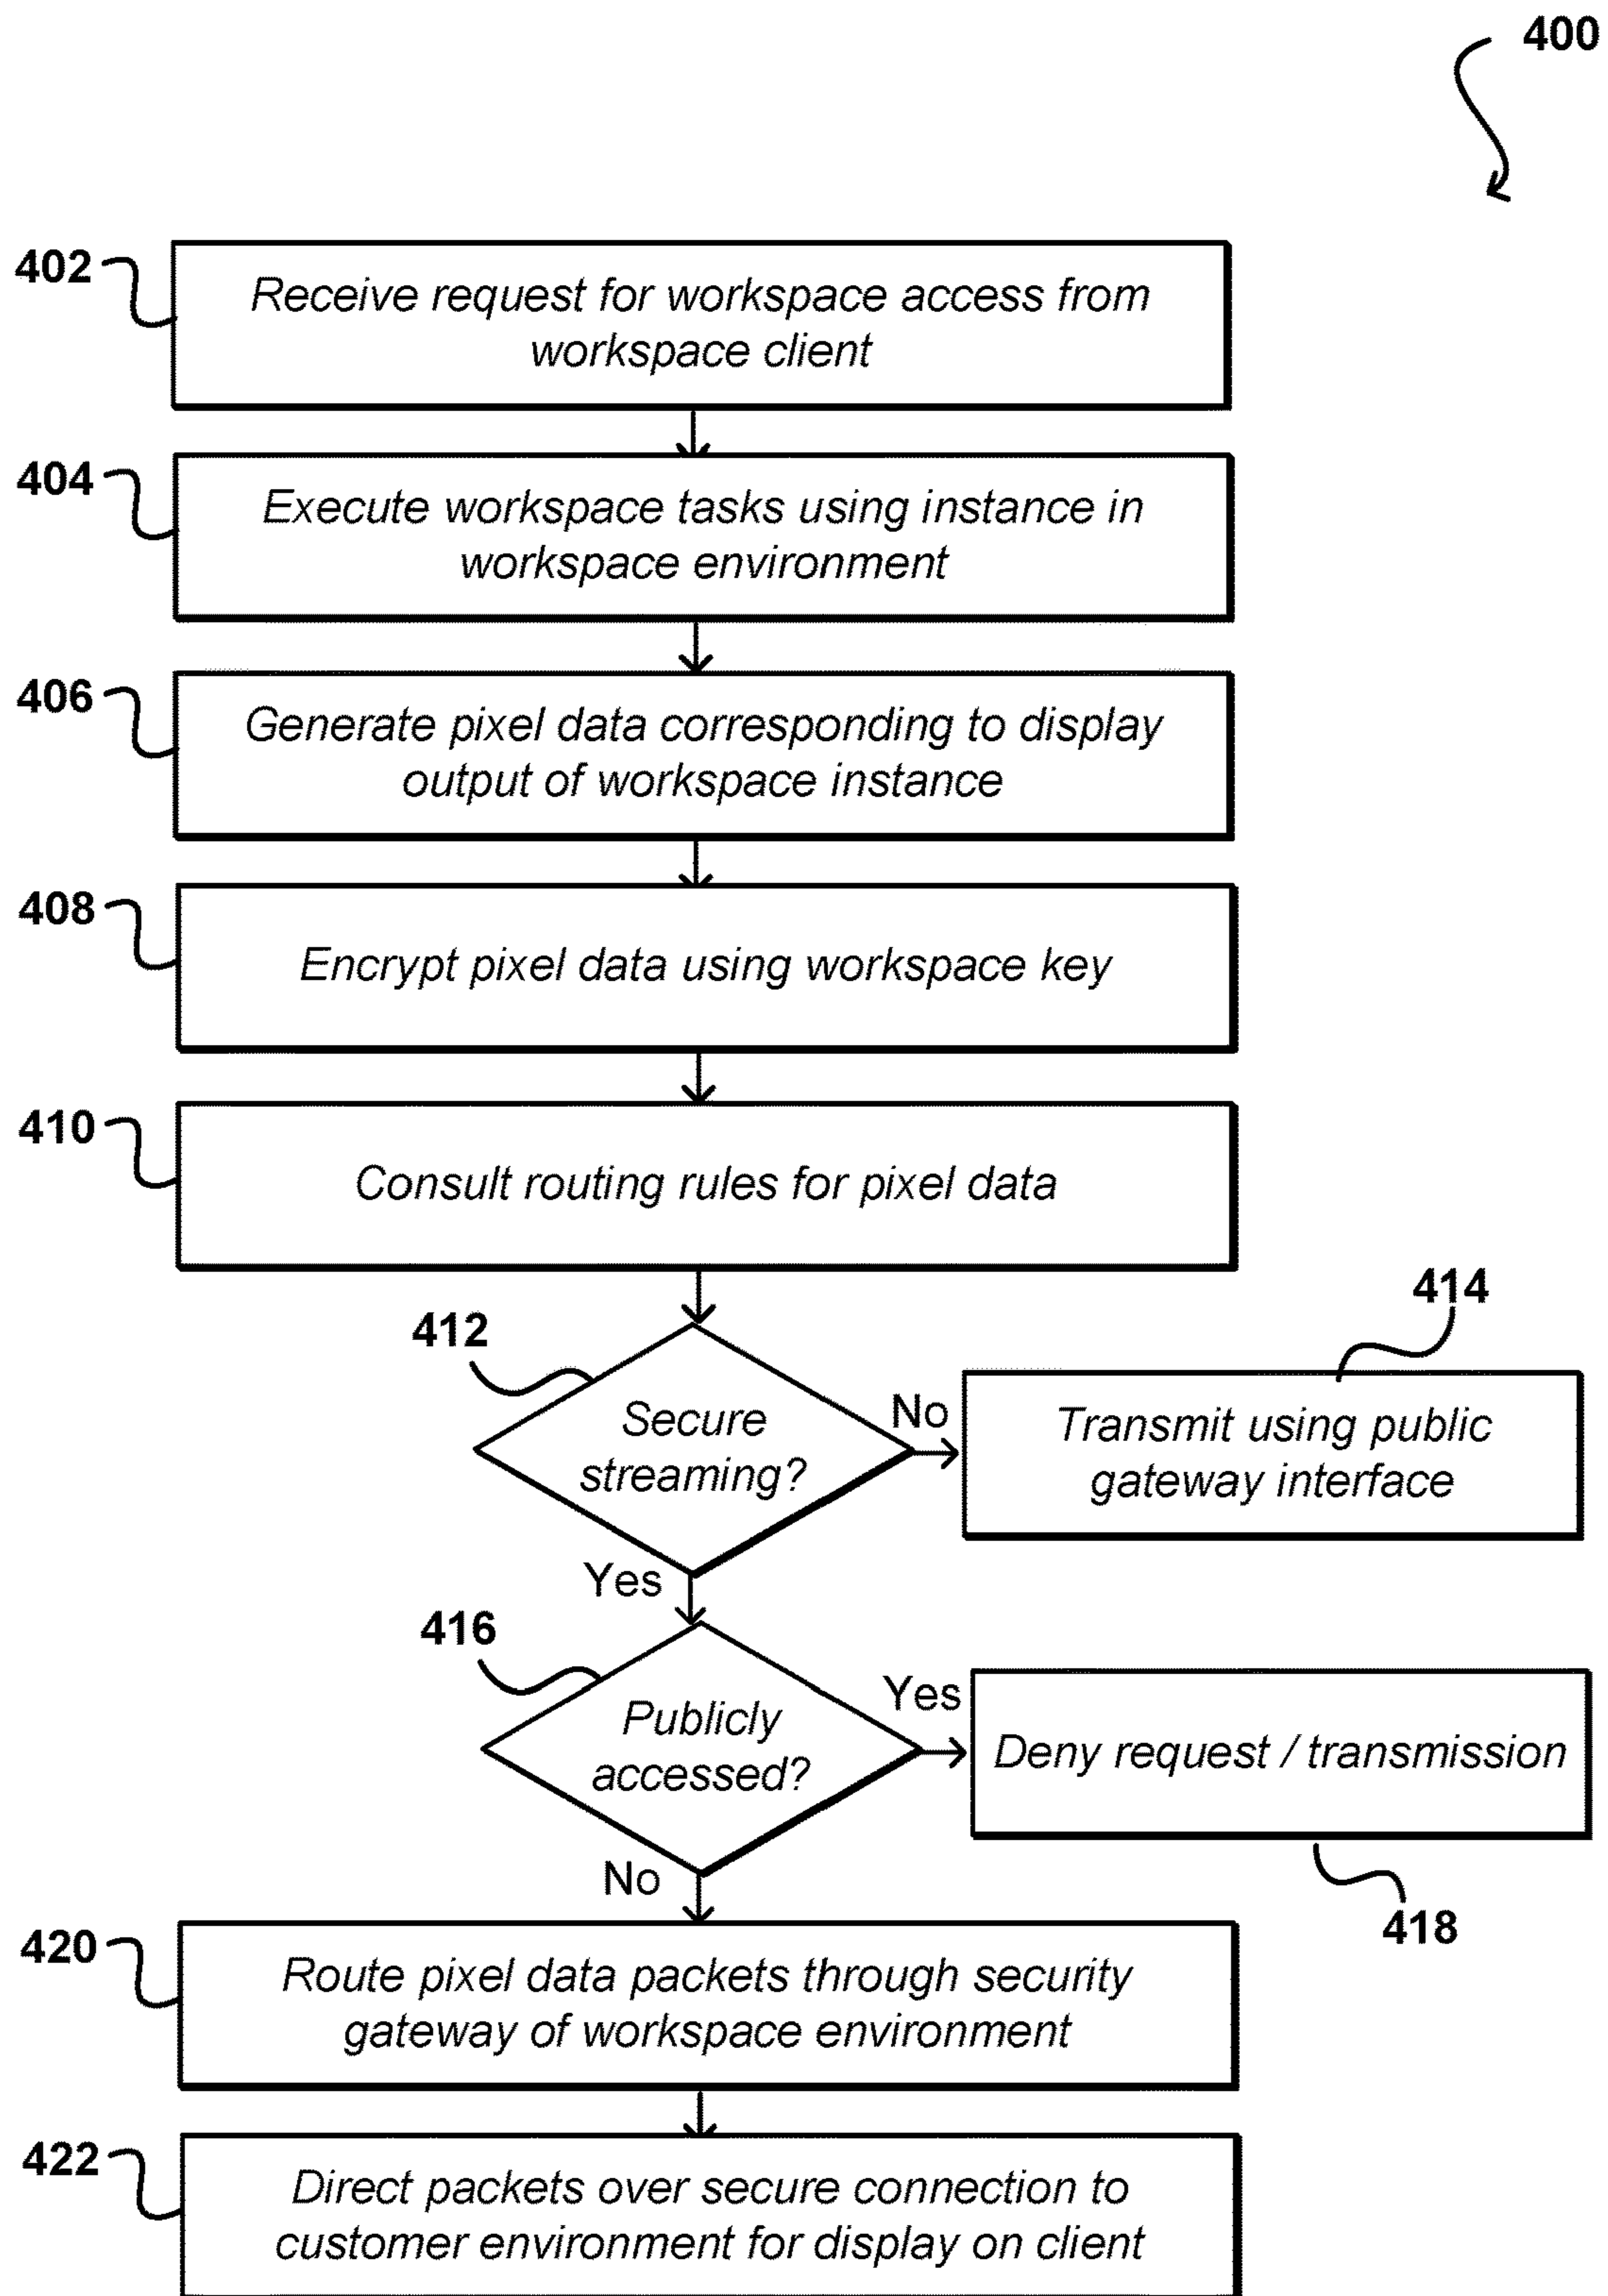 400
402
Receive request for workspace access from
workspace client
404
Execute workspace tasks using instance in
workspace environment
406
Generate pixel data corresponding to display
output of workspace instance
408
Encrypt pixel data using workspace key
410
Consult routing rules for pixel data
412
414
Secure
streaming?
No
Transmit using public
gateway interface
Yes
416
Publicly
accessed?
Yes
Deny request / transmission
418
No
420
Route pixel data packets through security
gateway of workspace environment
422
Direct packets over secure connection to
customer environment for display on client